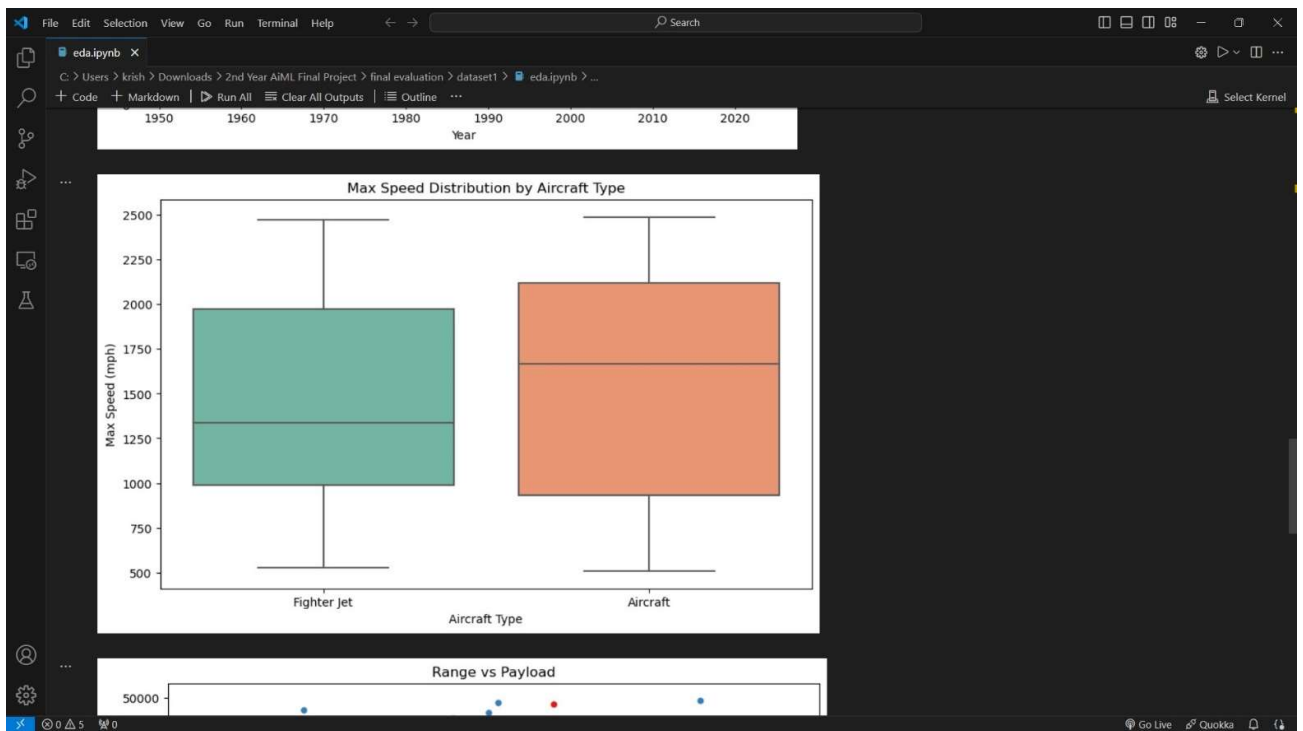 File Edit Selection View Go Run Terminal Help
Search
eda.ipynb
C: > Users > krish > Downloads > 2nd Year AiML Final Project > final evaluation > dataset1 > eda.ipynb > ...
+ Code + Markdown | Run All Clear All Outputs | Outline ...
Select Kernel
1950 1960 1970 1980 1990 2000 2010 2020
Year
...
Max Speed Distribution by Aircraft Type
2500
2250
2000
1750
1500
1250
1000
750
500
Max Speed (mph)
Fighter Jet Aircraft
Aircraft Type
...
Range vs Payload
50000
0 5 0
Go Live Quokka